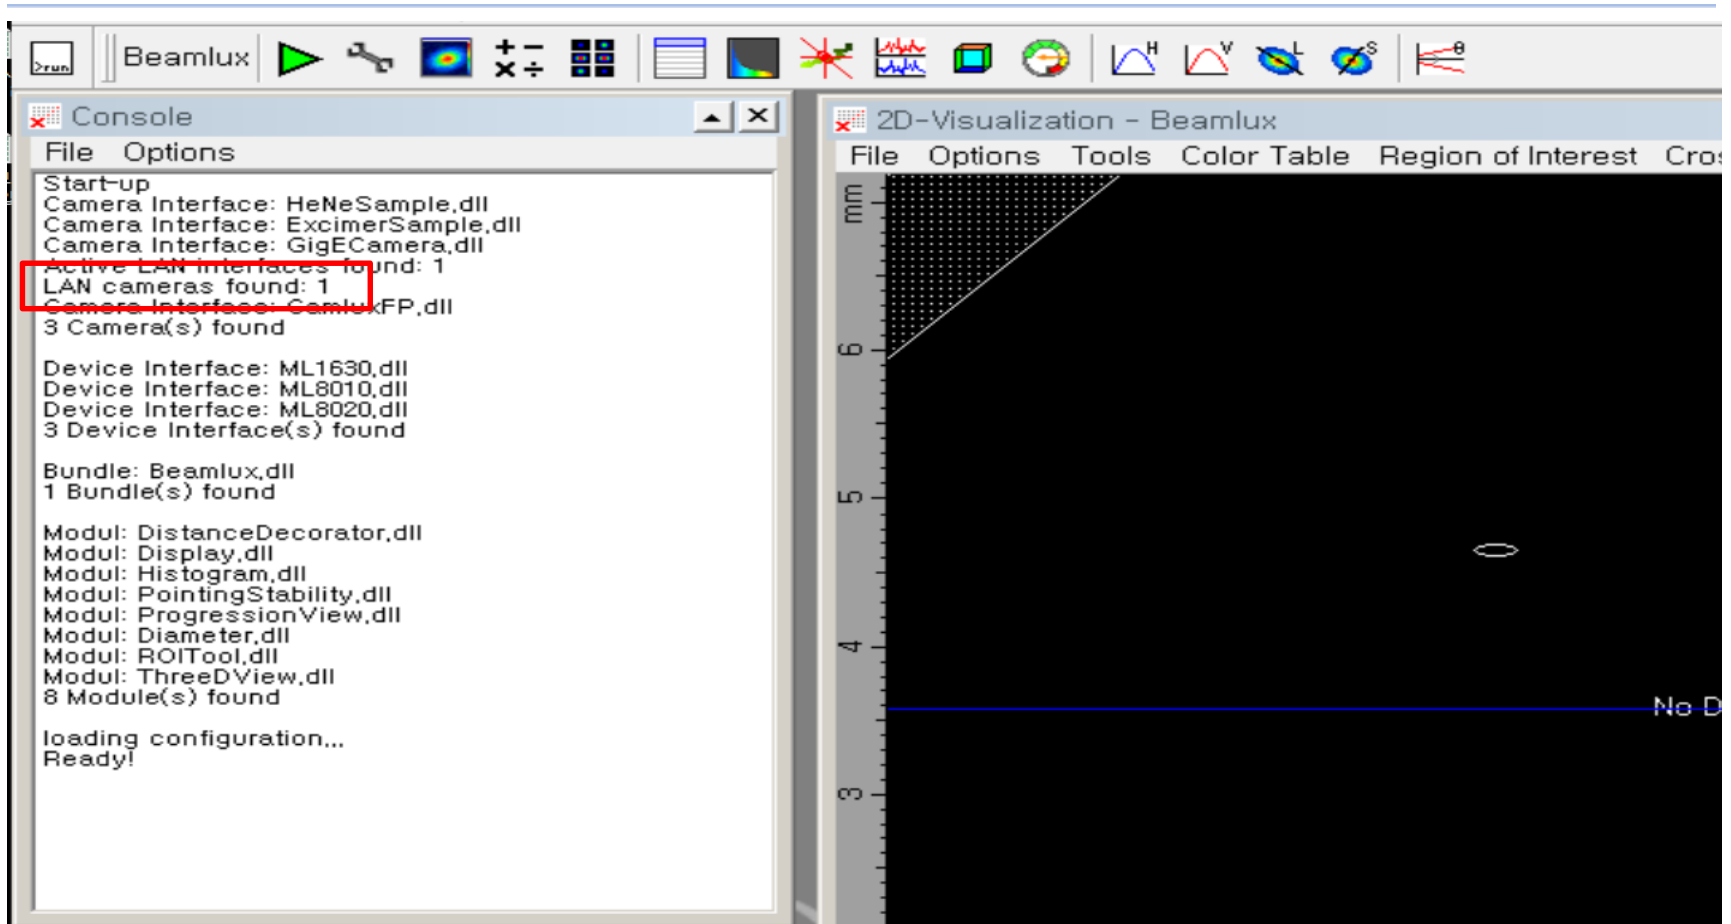 >run Beamlux
H V L S θ
Console
File Options
Start-up
Camera Interface: HeNeSample,dll
Camera Interface: ExcimerSample,dll
Camera Interface: GigECamera,dll
Active LAN interfaces found: 1
LAN cameras found: 1
Camera Interface: CamluxFP,dll
3 Camera(s) found
Device Interface: ML1630,dll
Device Interface: ML8010,dll
Device Interface: ML8020,dll
3 Device Interface(s) found
Bundle: Beamlux,dll
1 Bundle(s) found
Modul: DistanceDecorator,dll
Modul: Display,dll
Modul: Histogram,dll
Modul: PointingStability,dll
Modul: ProgressionView,dll
Modul: Diameter,dll
Modul: ROITool,dll
Modul: ThreeDView,dll
8 Module(s) found
loading configuration,,,
Ready!
2D-Visualization - Beamlux
File Options Tools Color Table Region of Interest Cros
mm
6
5
4
3
No D